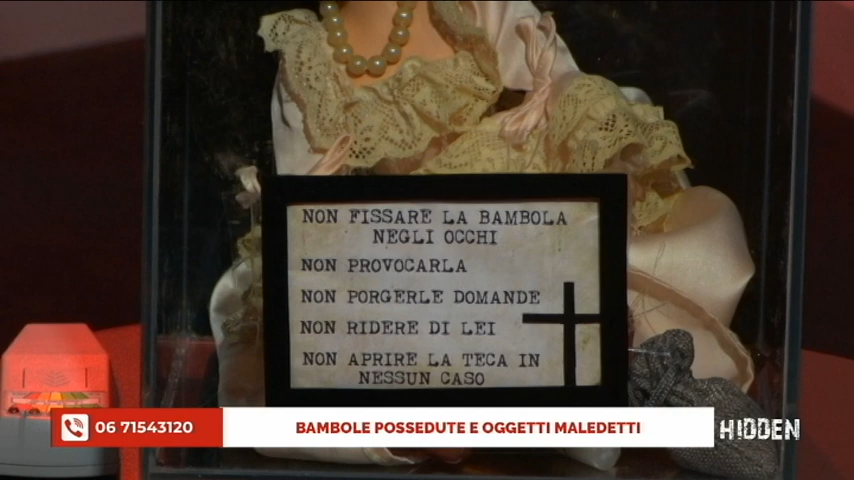 NON FISSARE LA BAMBOLA
NEGLI OCCHI
NON PROVOCARLA
NON PORGERLE DOMANDE
NON RIDERE DI LEI
NON APRIRE LA TECA IN
NESSUN CASO
06 71543120
BAMBOLE POSSEDUTE E OGGETTI MALEDETTI
HIDDEN